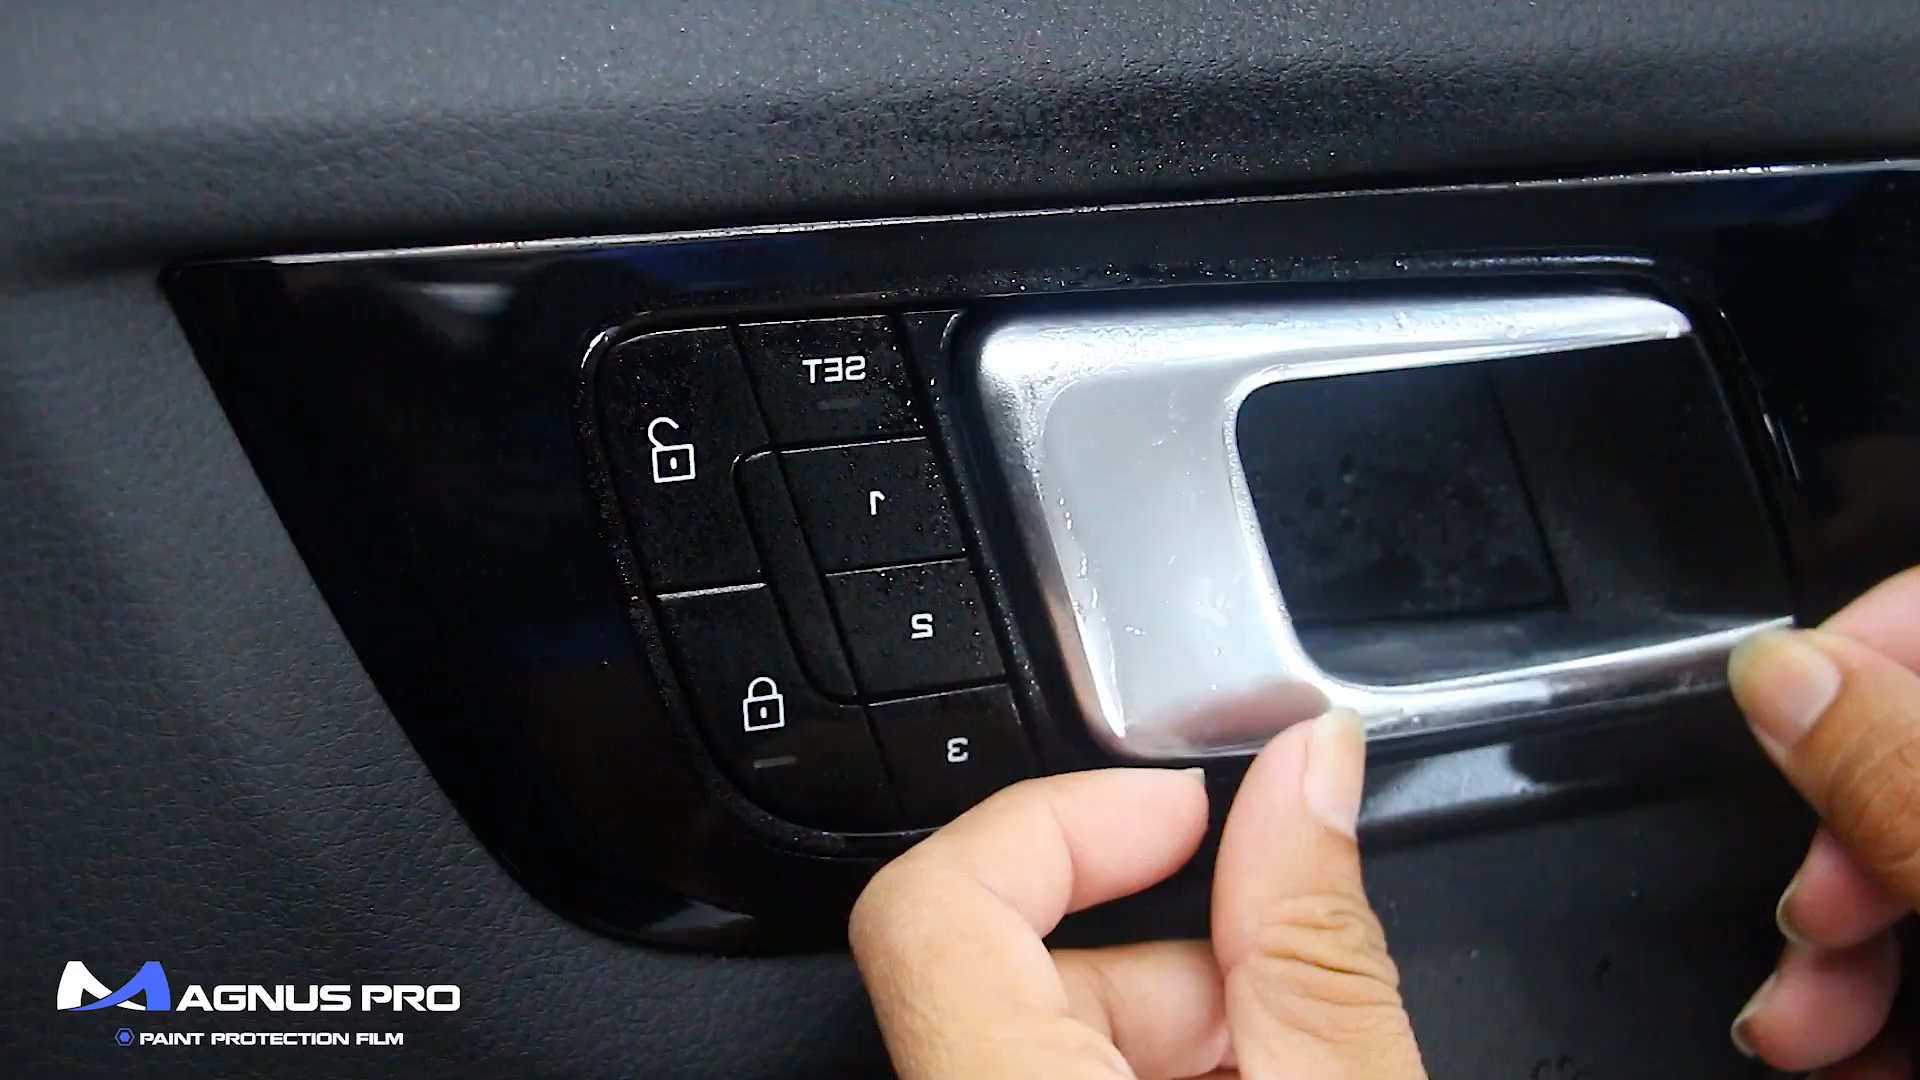 SET
1
2
3
MAGNUS PRO
PAINT PROTECTION FILM